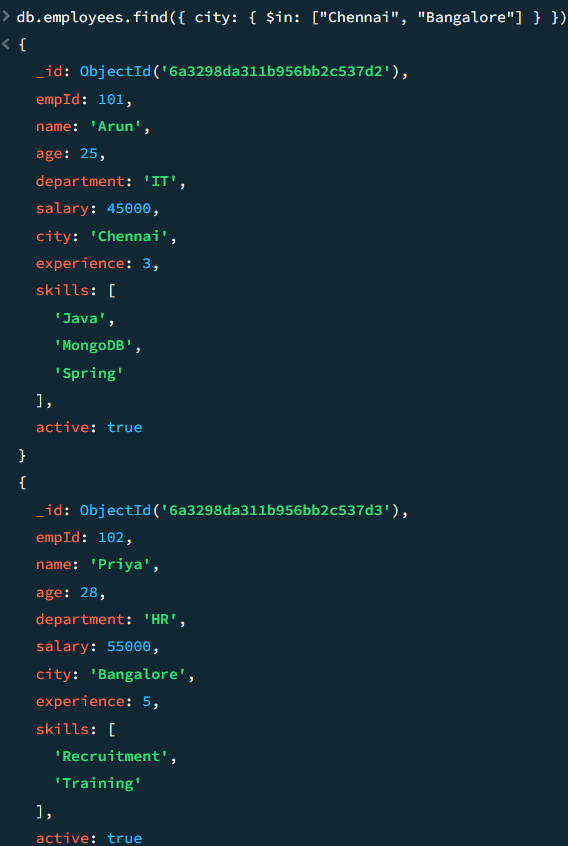 > db.employees.find({ city: { $in: ["Chennai", "Bangalore"] } })
< {
_id: ObjectId('6a3298da311b956bb2c537d2'),
empId: 101,
name: 'Arun',
age: 25,
department: 'IT',
salary: 45000,
city: 'Chennai',
experience: 3,
skills: [
'Java',
'MongoDB',
'Spring'
],
active: true
}
{
_id: ObjectId('6a3298da311b956bb2c537d3'),
empId: 102,
name: 'Priya',
age: 28,
department: 'HR',
salary: 55000,
city: 'Bangalore',
experience: 5,
skills: [
'Recruitment',
'Training'
],
active: true